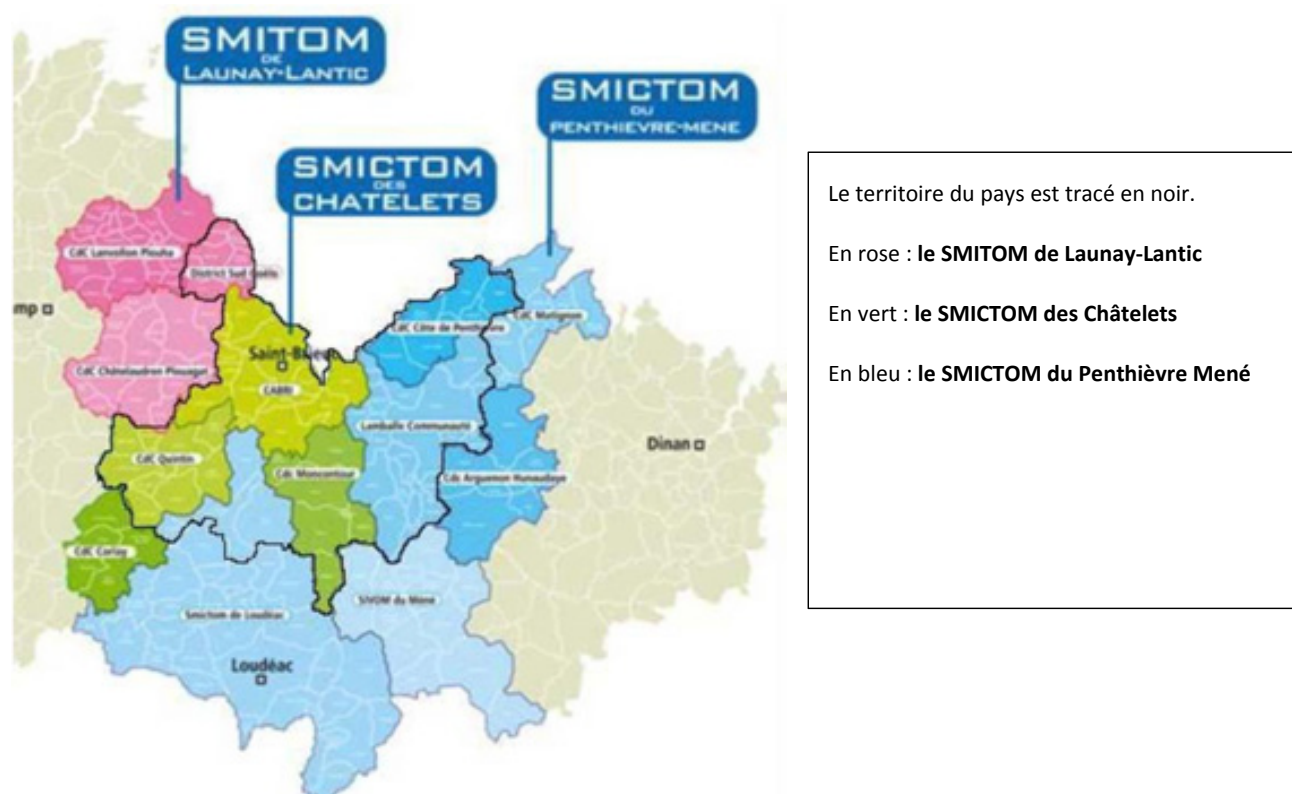 SMITOM
DE
LAUNAY-LANTIC
SMICTOM
DU
PENTHIEVRE-MENE
SMICTOM
DES
CHATELETS
CdC Lanvollon Plouha
District Sud Goëlo
mp
CdC Côte de Penthièvre
CdC Matignon
Saint-Brieuc
CdC Châtelaudren Plouagat
CABRI
Lamballe Communauté
Dinan
CdC Quintin
Cdc Moncontour
Cdc Arguenon Hunaudaye
CdC Corlay
Smictom de Loudéac
SIVOM du Mené
Loudéac
Le territoire du pays est tracé en noir.
En rose : le SMITOM de Launay-Lantic
En vert : le SMICTOM des Châtelets
En bleu : le SMICTOM du Penthièvre Mené